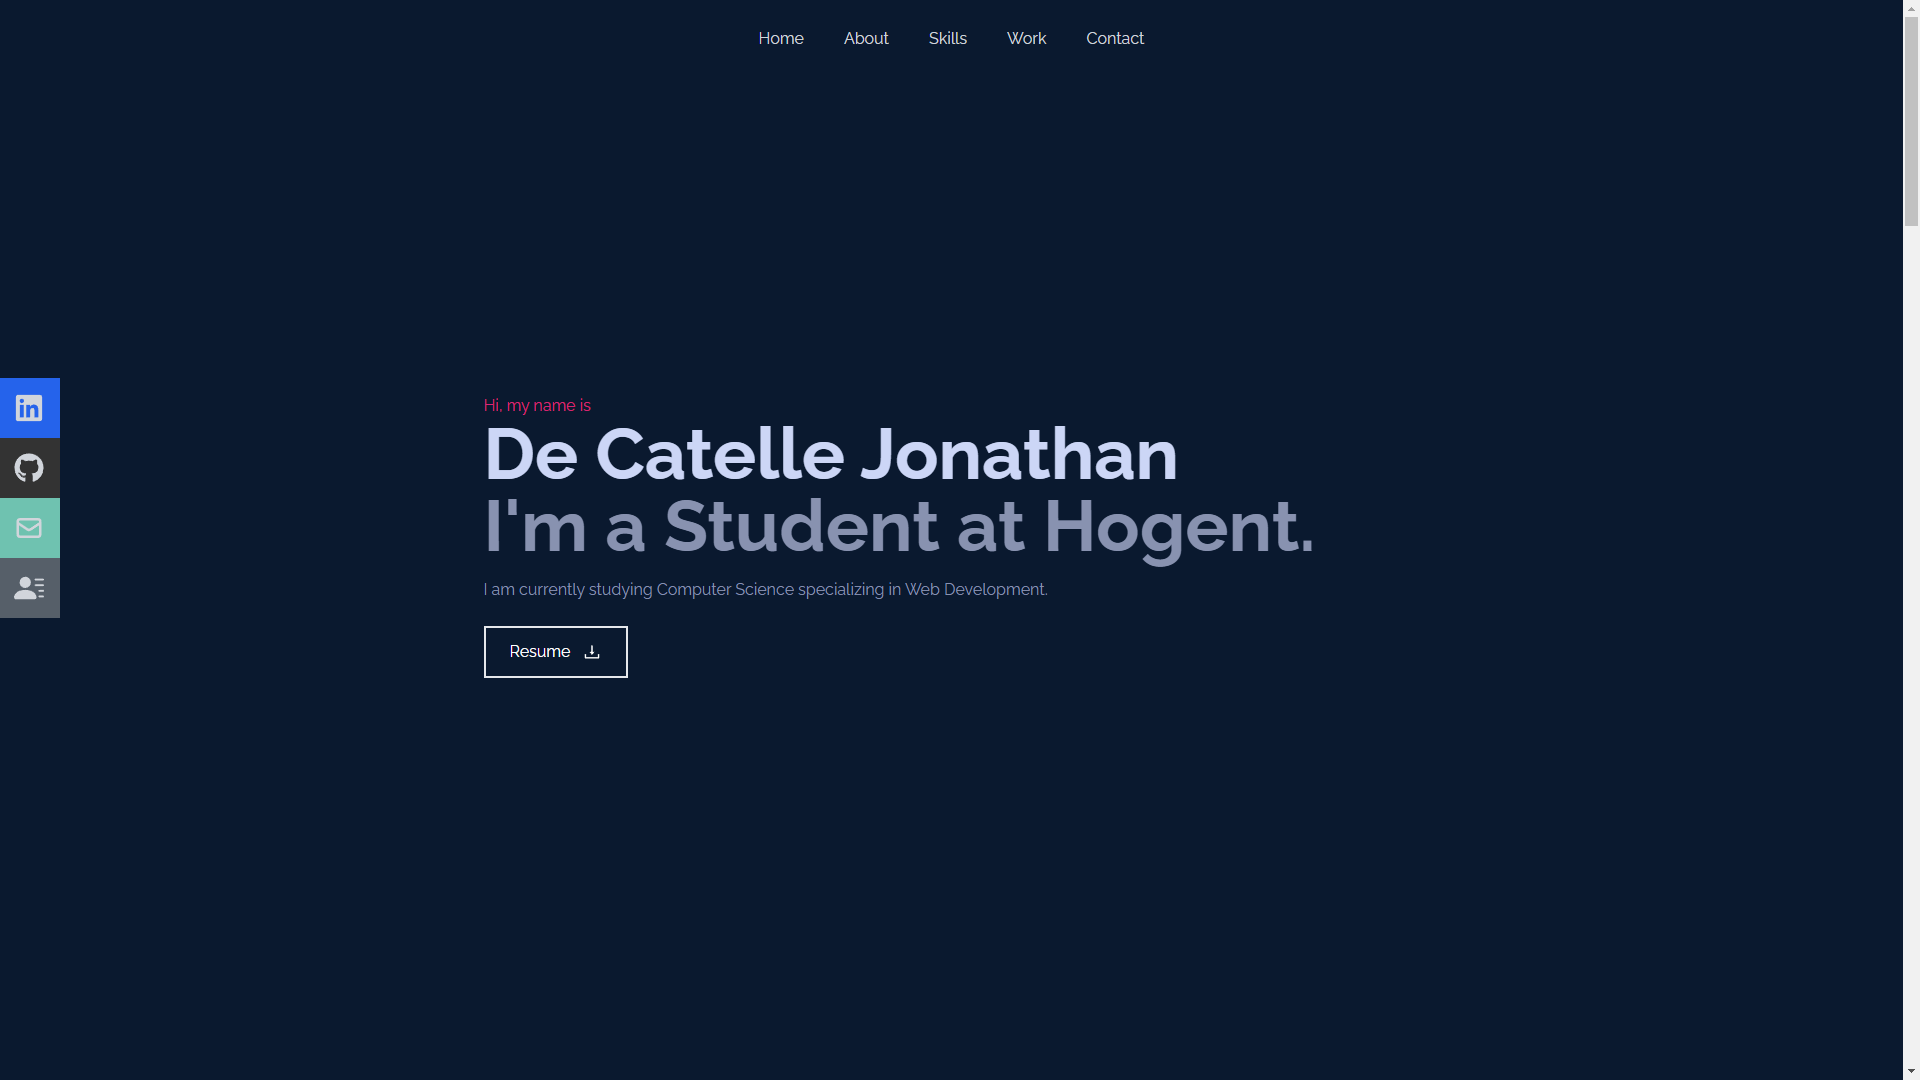 Home About Skills Work Contact
Hi, my name is
De Catelle Jonathan
I'm a Student at Hogent.
I am currently studying Computer Science specializing in Web Development.
Resume